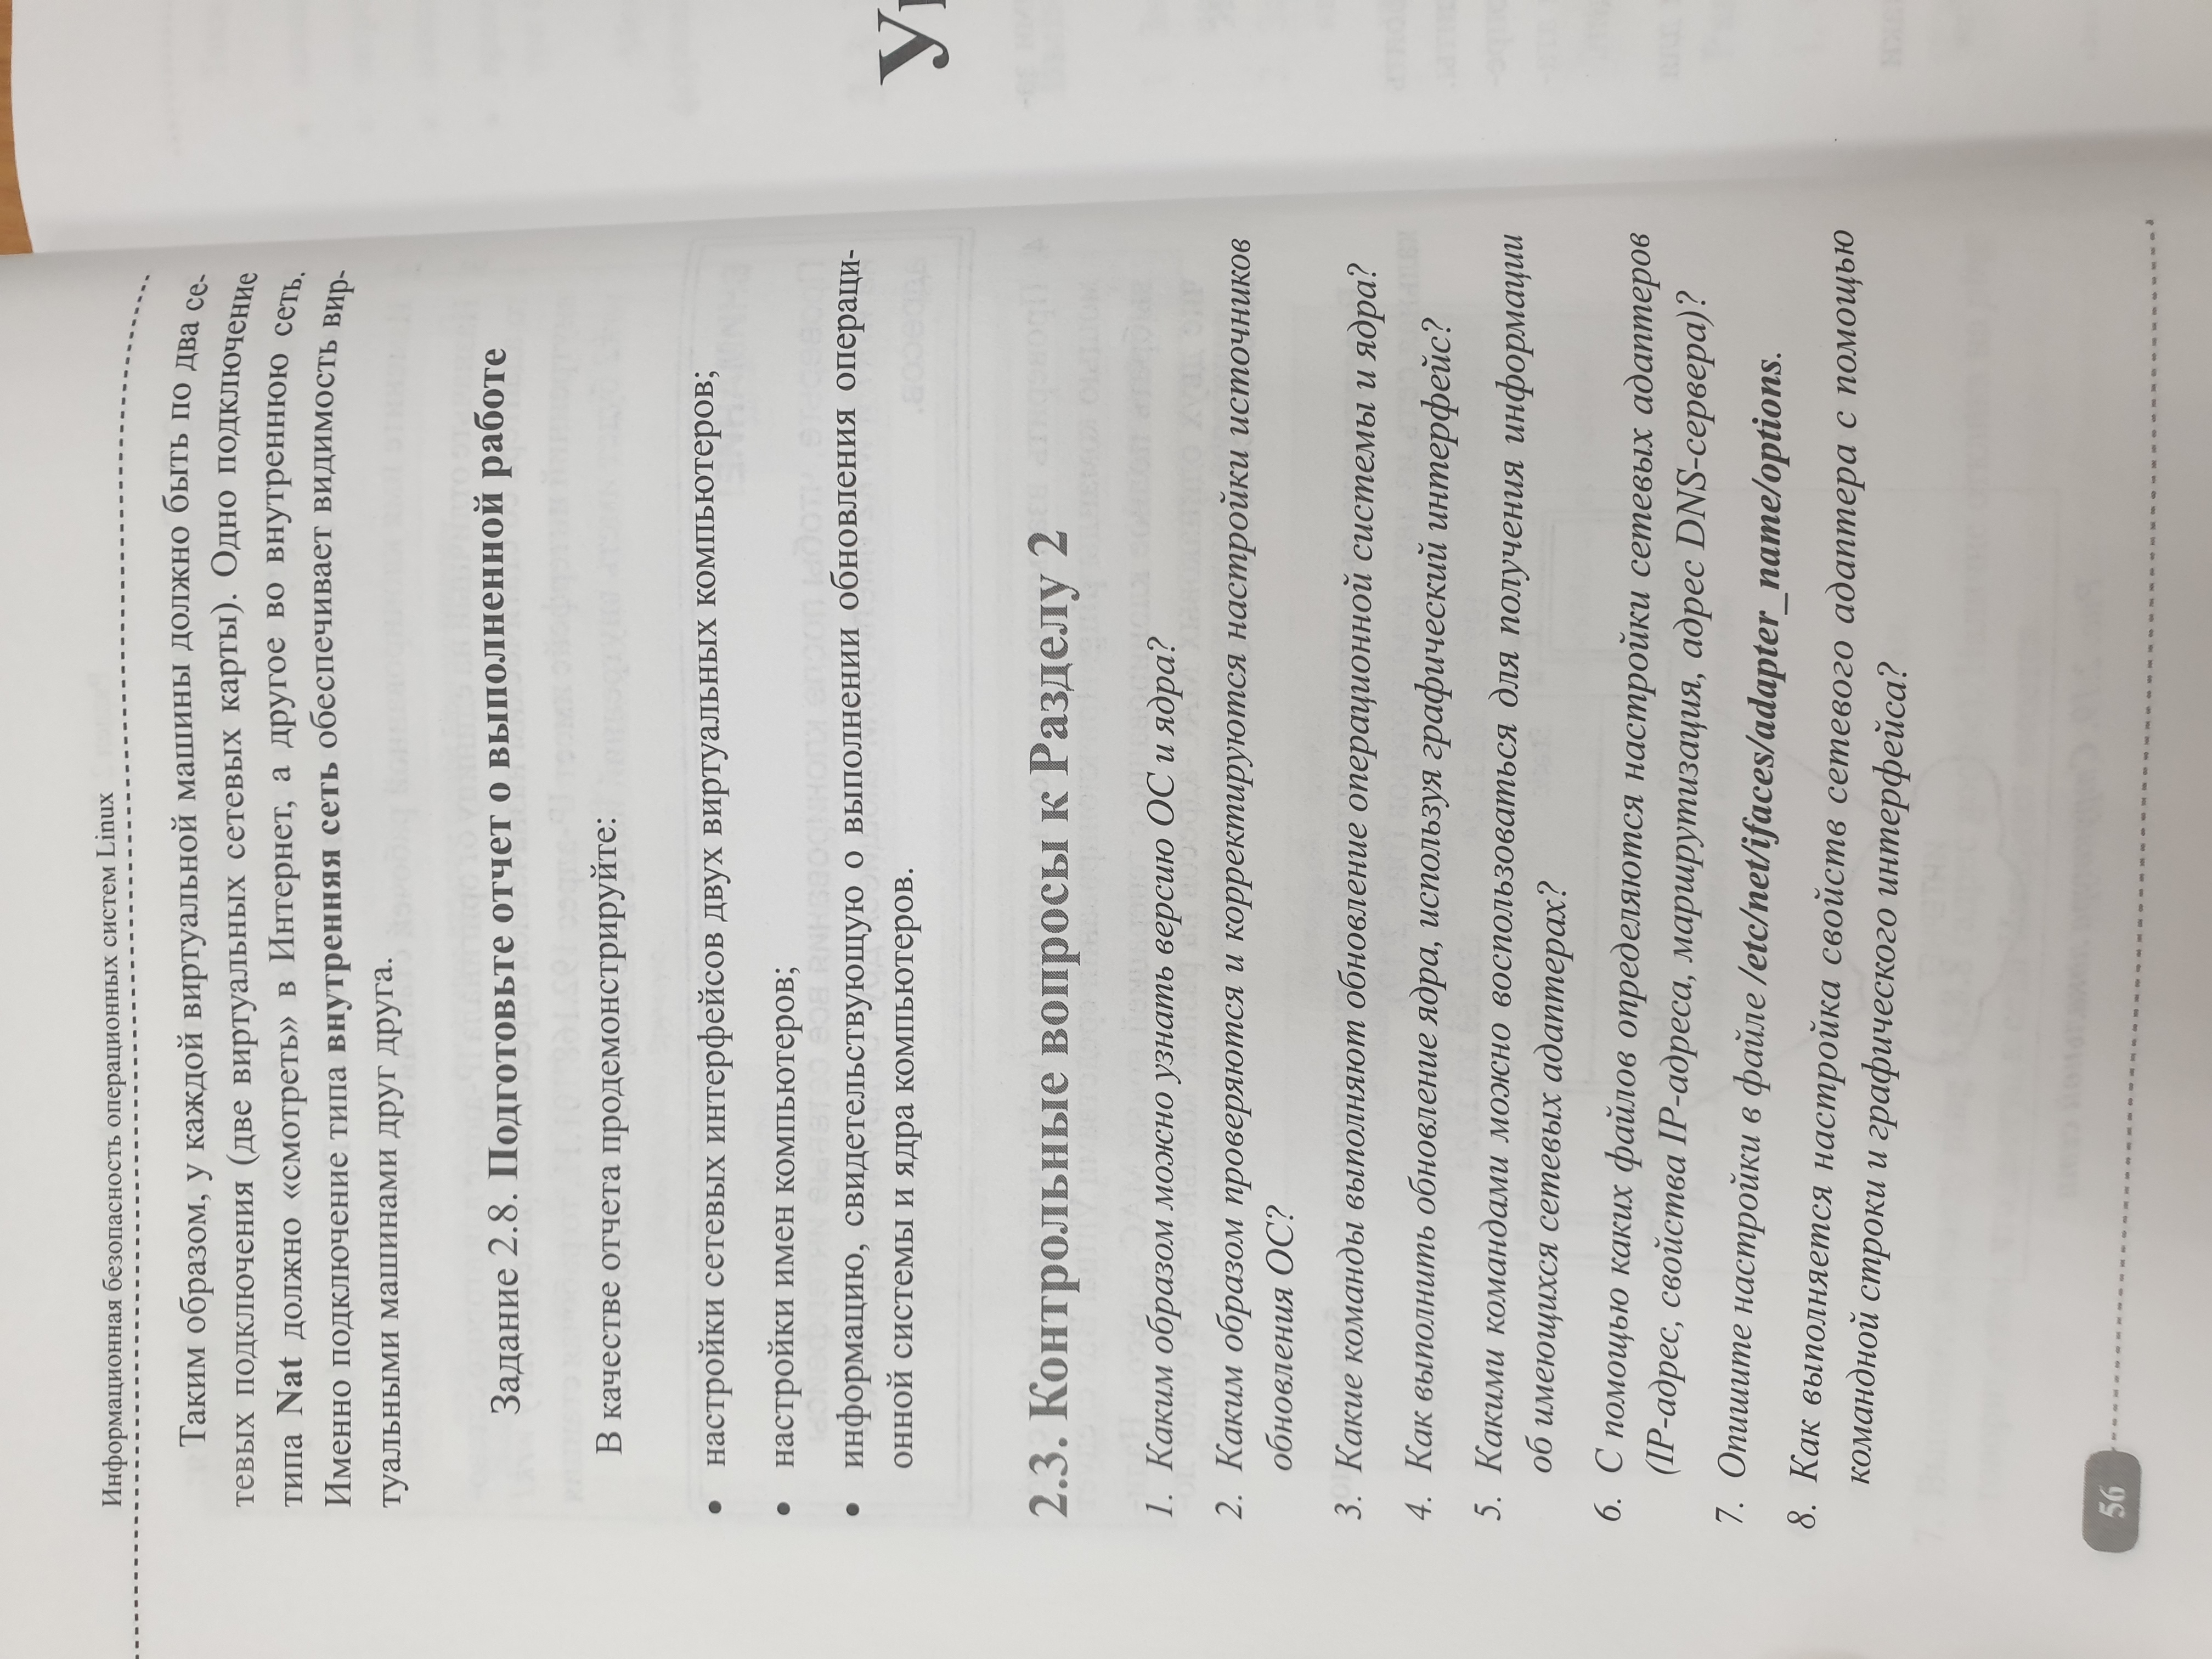 Информационная безопасность операционных систем Linux
Таким образом, у каждой виртуальной машины должно быть по два се-
тевых подключения (две виртуальных сетевых карты). Одно подключение
типа Nat должно «смотреть» в Интернет, а другое во внутреннюю сеть.
Именно подключение типа внутренняя сеть обеспечивает видимость вир-
туальными машинами друг друга.
Задание 2.8. Подготовьте отчет о выполненной работе
В качестве отчета продемонстрируйте:
• настройки сетевых интерфейсов двух виртуальных компьютеров;
• настройки имен компьютеров;
• информацию, свидетельствующую о выполнении обновления операци-
онной системы и ядра компьютеров.
2.3. Контрольные вопросы к Разделу 2
1. Каким образом можно узнать версию ОС и ядра?
2. Каким образом проверяются и корректируются настройки источников
обновления ОС?
3. Какие команды выполняют обновление операционной системы и ядра?
4. Как выполнить обновление ядра, используя графический интерфейс?
5. Какими командами можно воспользоваться для получения информации
об имеющихся сетевых адаптерах?
6. С помощью каких файлов определяются настройки сетевых адаптеров
(IP-адрес, свойства IP-адреса, маршрутизация, адрес DNS-сервера)?
7. Опишите настройки в файле /etc/net/ifaces/adapter_name/options.
8. Как выполняется настройка свойств сетевого адаптера с помощью
командной строки и графического интерфейса?
56